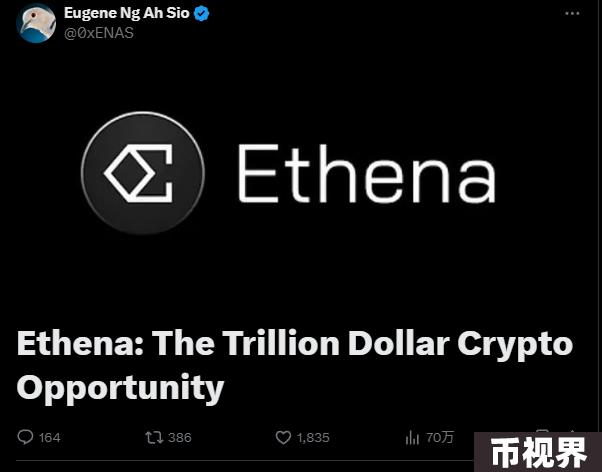 Eugene Ng Ah Sio
@0xENAS
Ethena
Ethena: The Trillion Dollar Crypto
Opportunity
164 386 1,835 70万
币视界